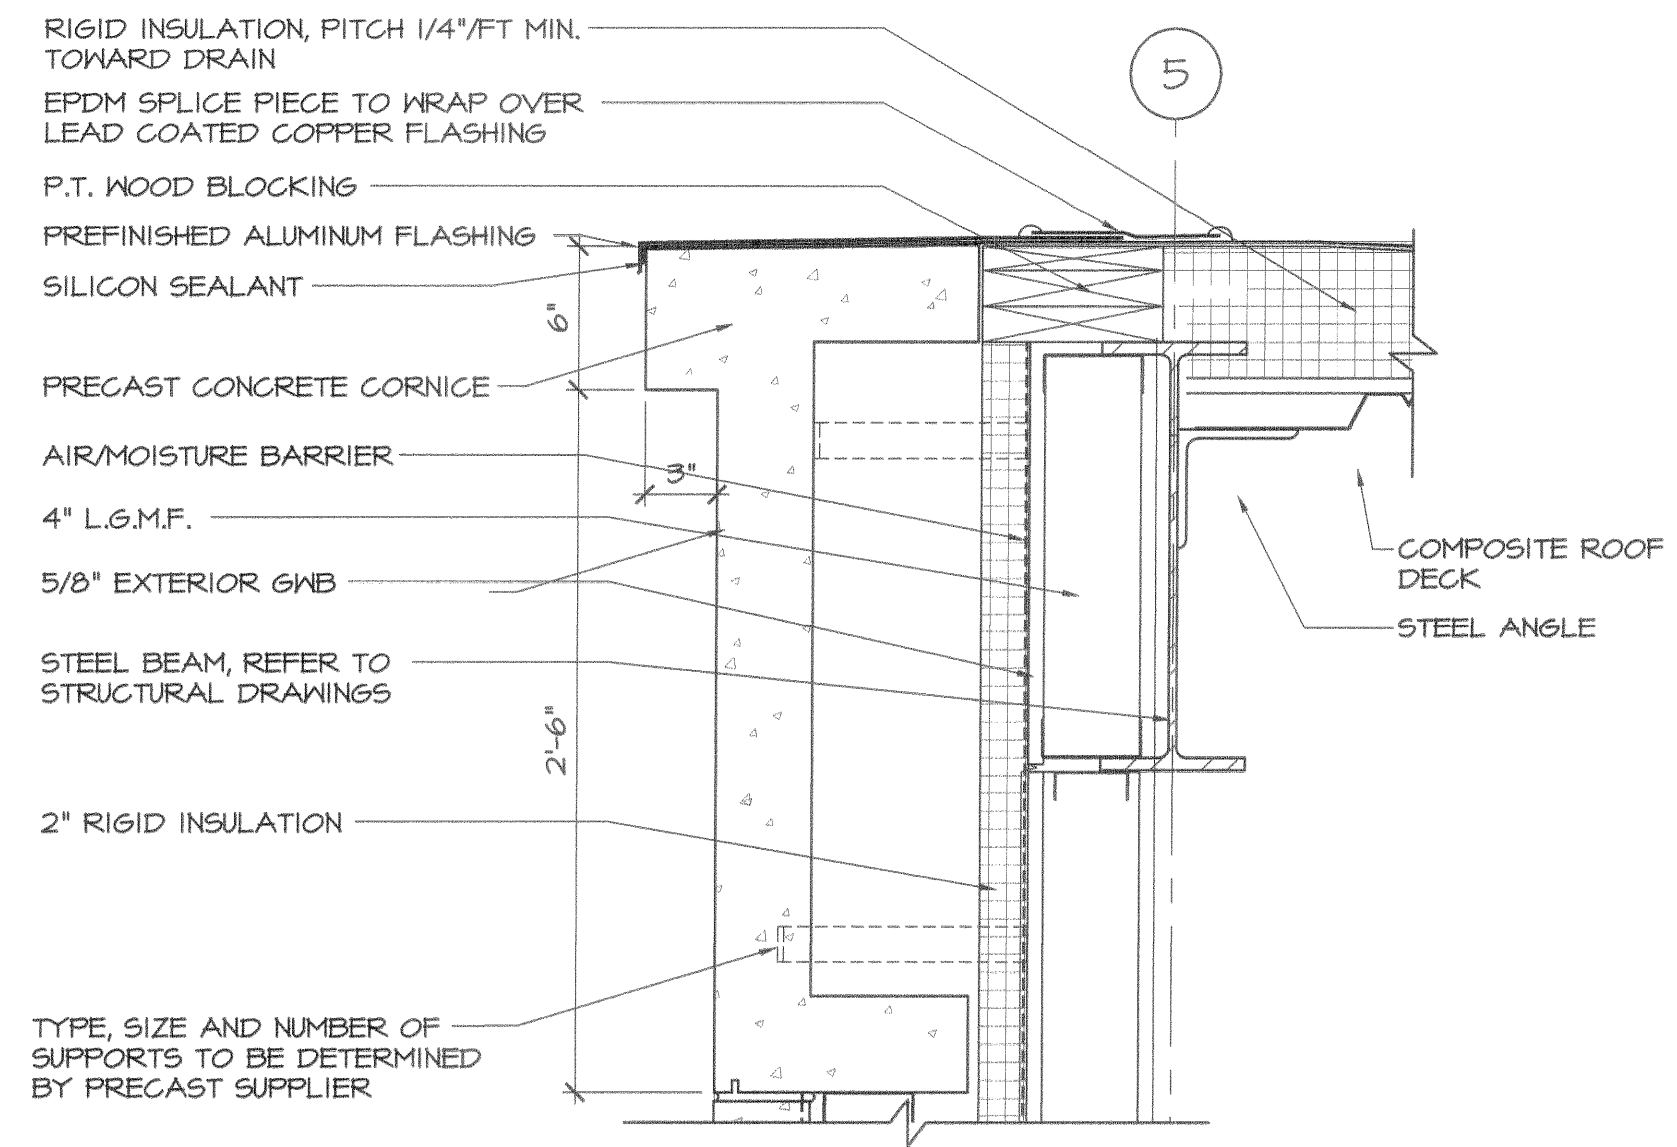 RIGID INSULATION, PITCH 1/4"/FT MIN.
TOWARD DRAIN
EPDM SPLICE PIECE TO WRAP OVER
LEAD COATED COPPER FLASHING
P.T. WOOD BLOCKING
PREFINISHED ALUMINUM FLASHING
SILICON SEALANT
PRECAST CONCRETE CORNICE
AIR/MOISTURE BARRIER
4" L.G.M.F.
5/8" EXTERIOR GWB
STEEL BEAM, REFER TO
STRUCTURAL DRAWINGS
2" RIGID INSULATION
TYPE, SIZE AND NUMBER OF
SUPPORTS TO BE DETERMINED
BY PRECAST SUPPLIER
6"
3"
2'-6"
5
COMPOSITE ROOF
DECK
STEEL ANGLE